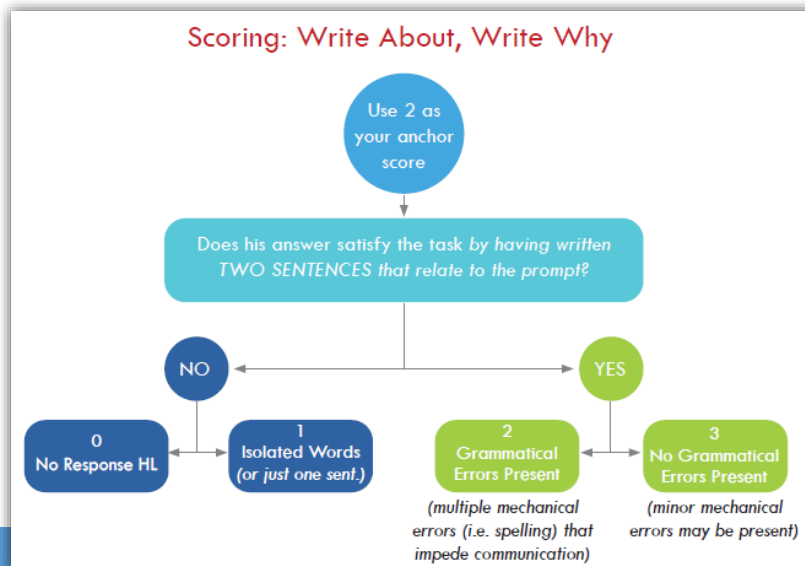 Scoring: Write About, Write Why
Use 2 as
your anchor
score
Does his answer satisfy the task by having written
TWO SENTENCES that relate to the prompt?
NO
YES
0
No Response HL
1
Isolated Words
(or just one sent.)
2
Grammatical
Errors Present
3
No Grammatical
Errors Present
(multiple mechanical
errors (i.e. spelling) that
impede communication)
(minor mechanical
errors may be present)